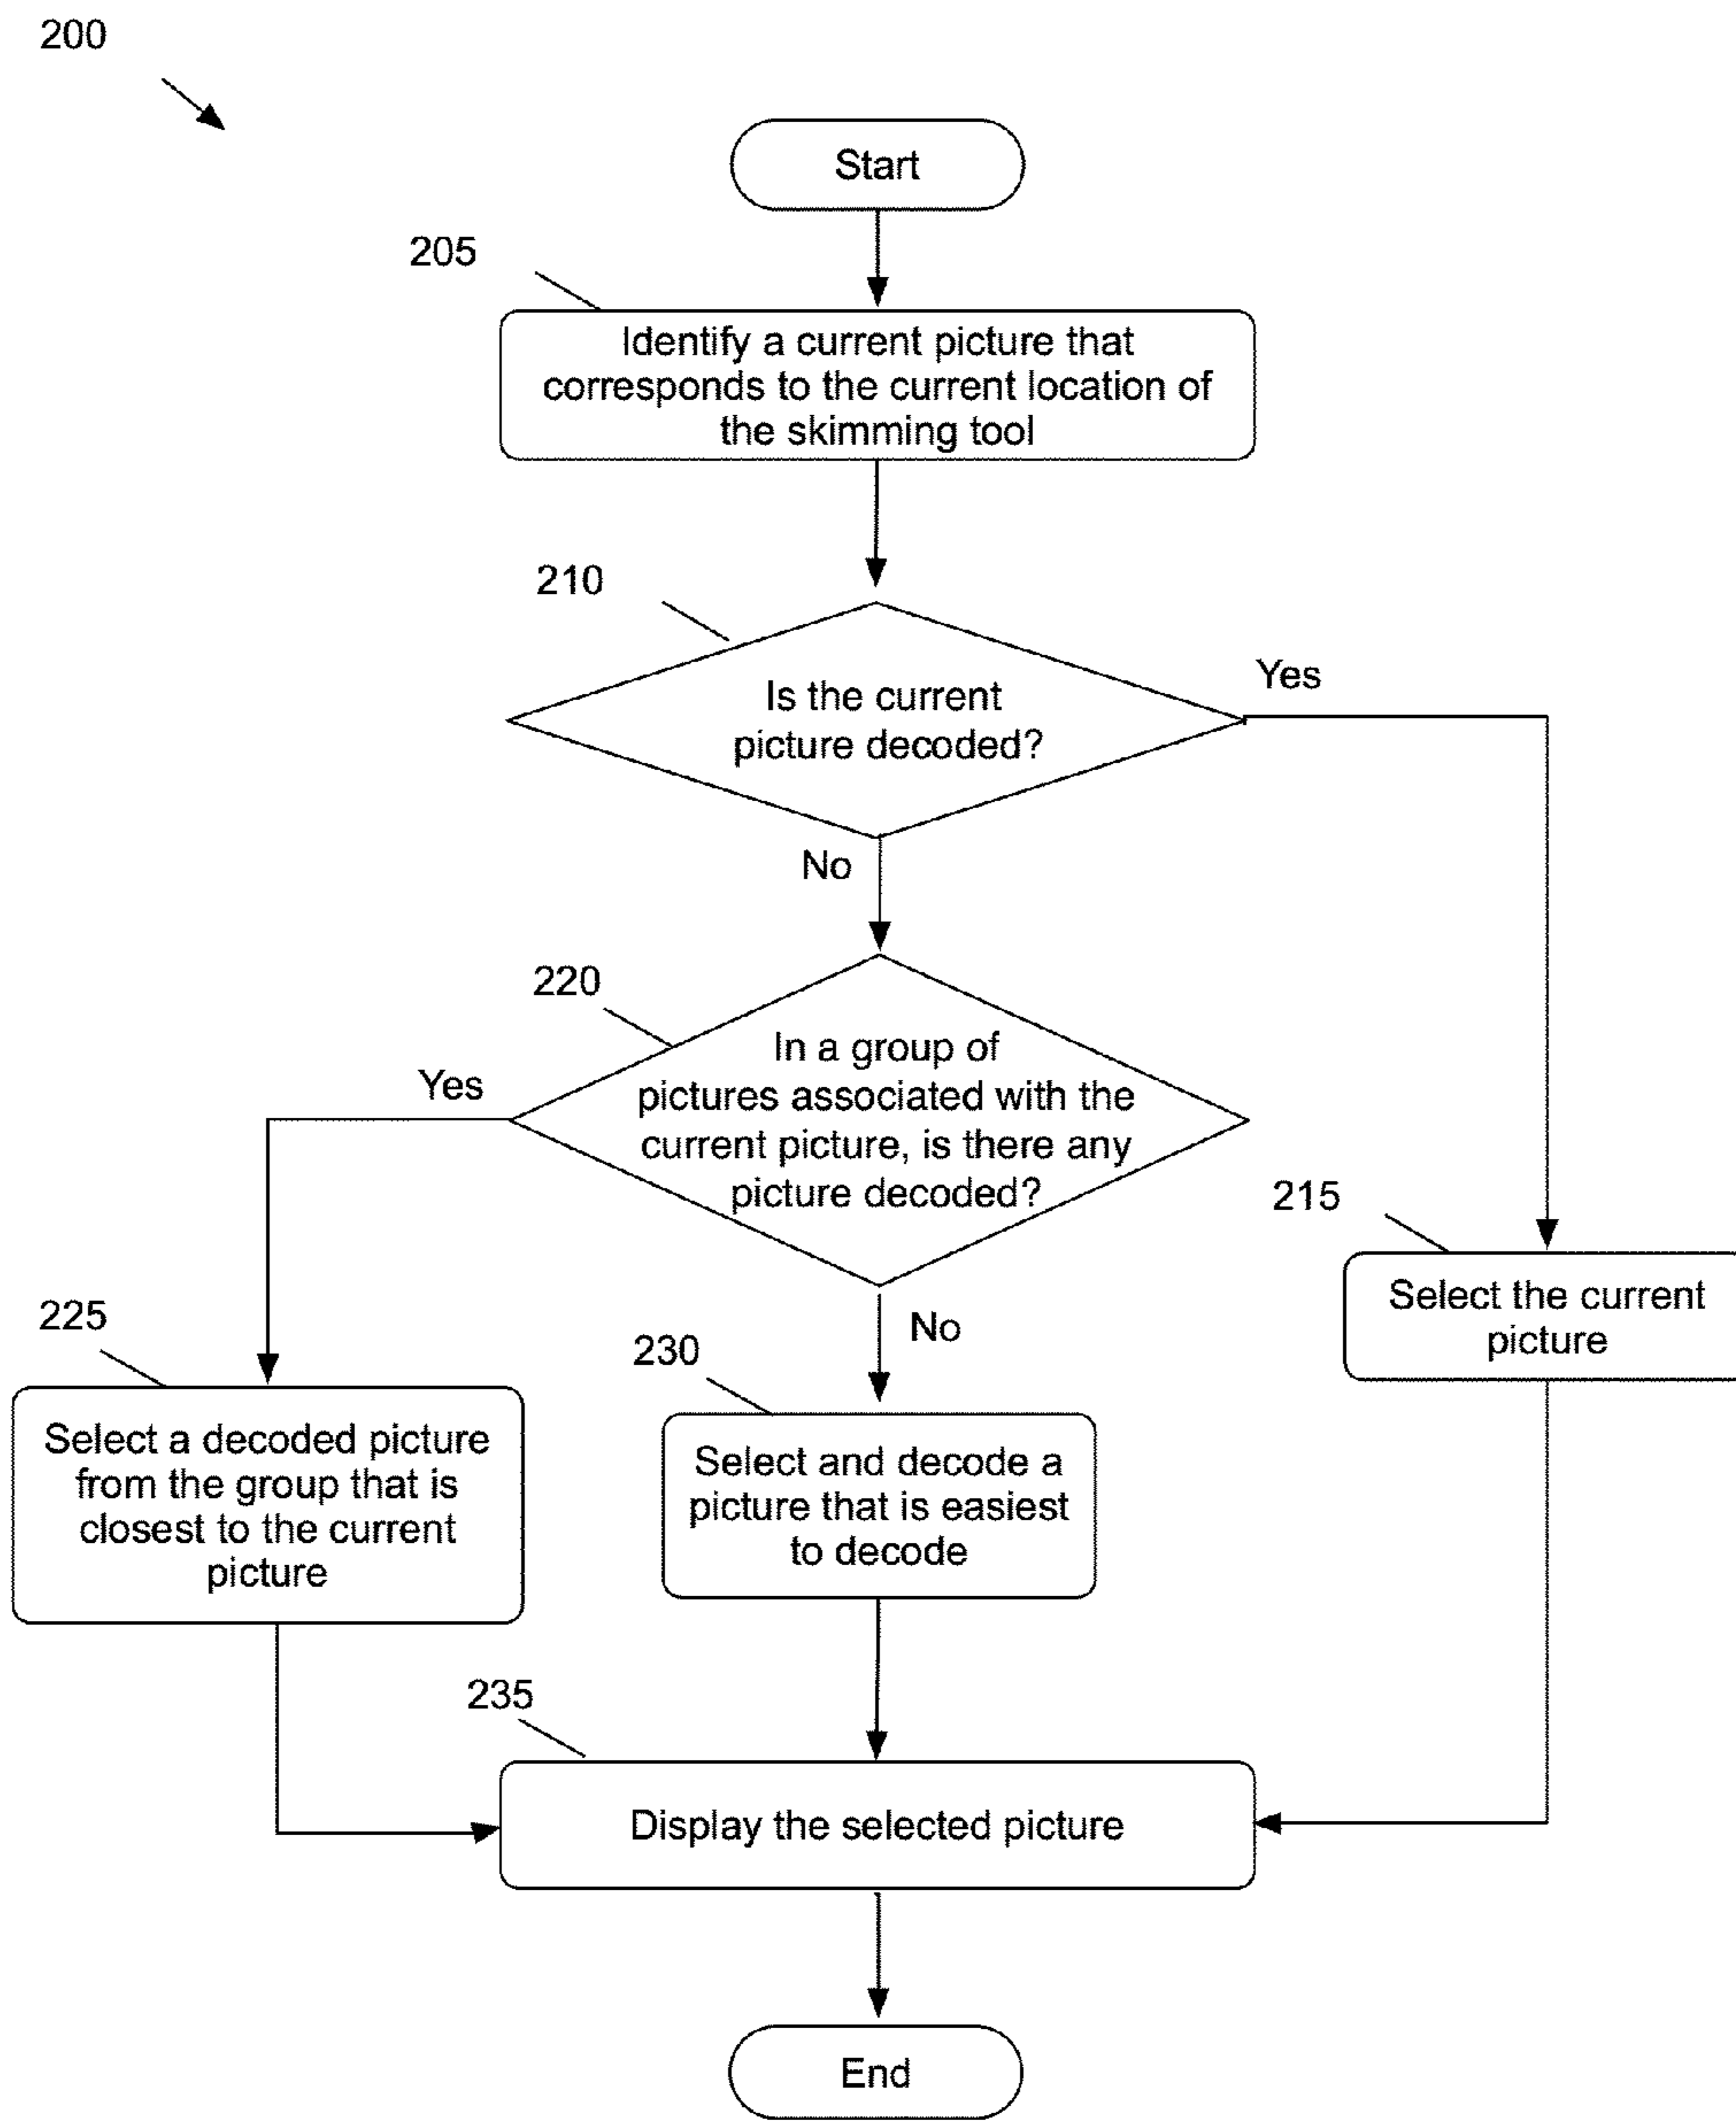 200
Start
205
Identify a current picture that
corresponds to the current location of
the skimming tool
210
Is the current
picture decoded?
Yes
No
220
In a group of
pictures associated with the
current picture, is there any
picture decoded?
Yes
No
215
Select the current
picture
225
Select a decoded picture
from the group that is
closest to the current
picture
230
Select and decode a
picture that is easiest
to decode
235
Display the selected picture
End